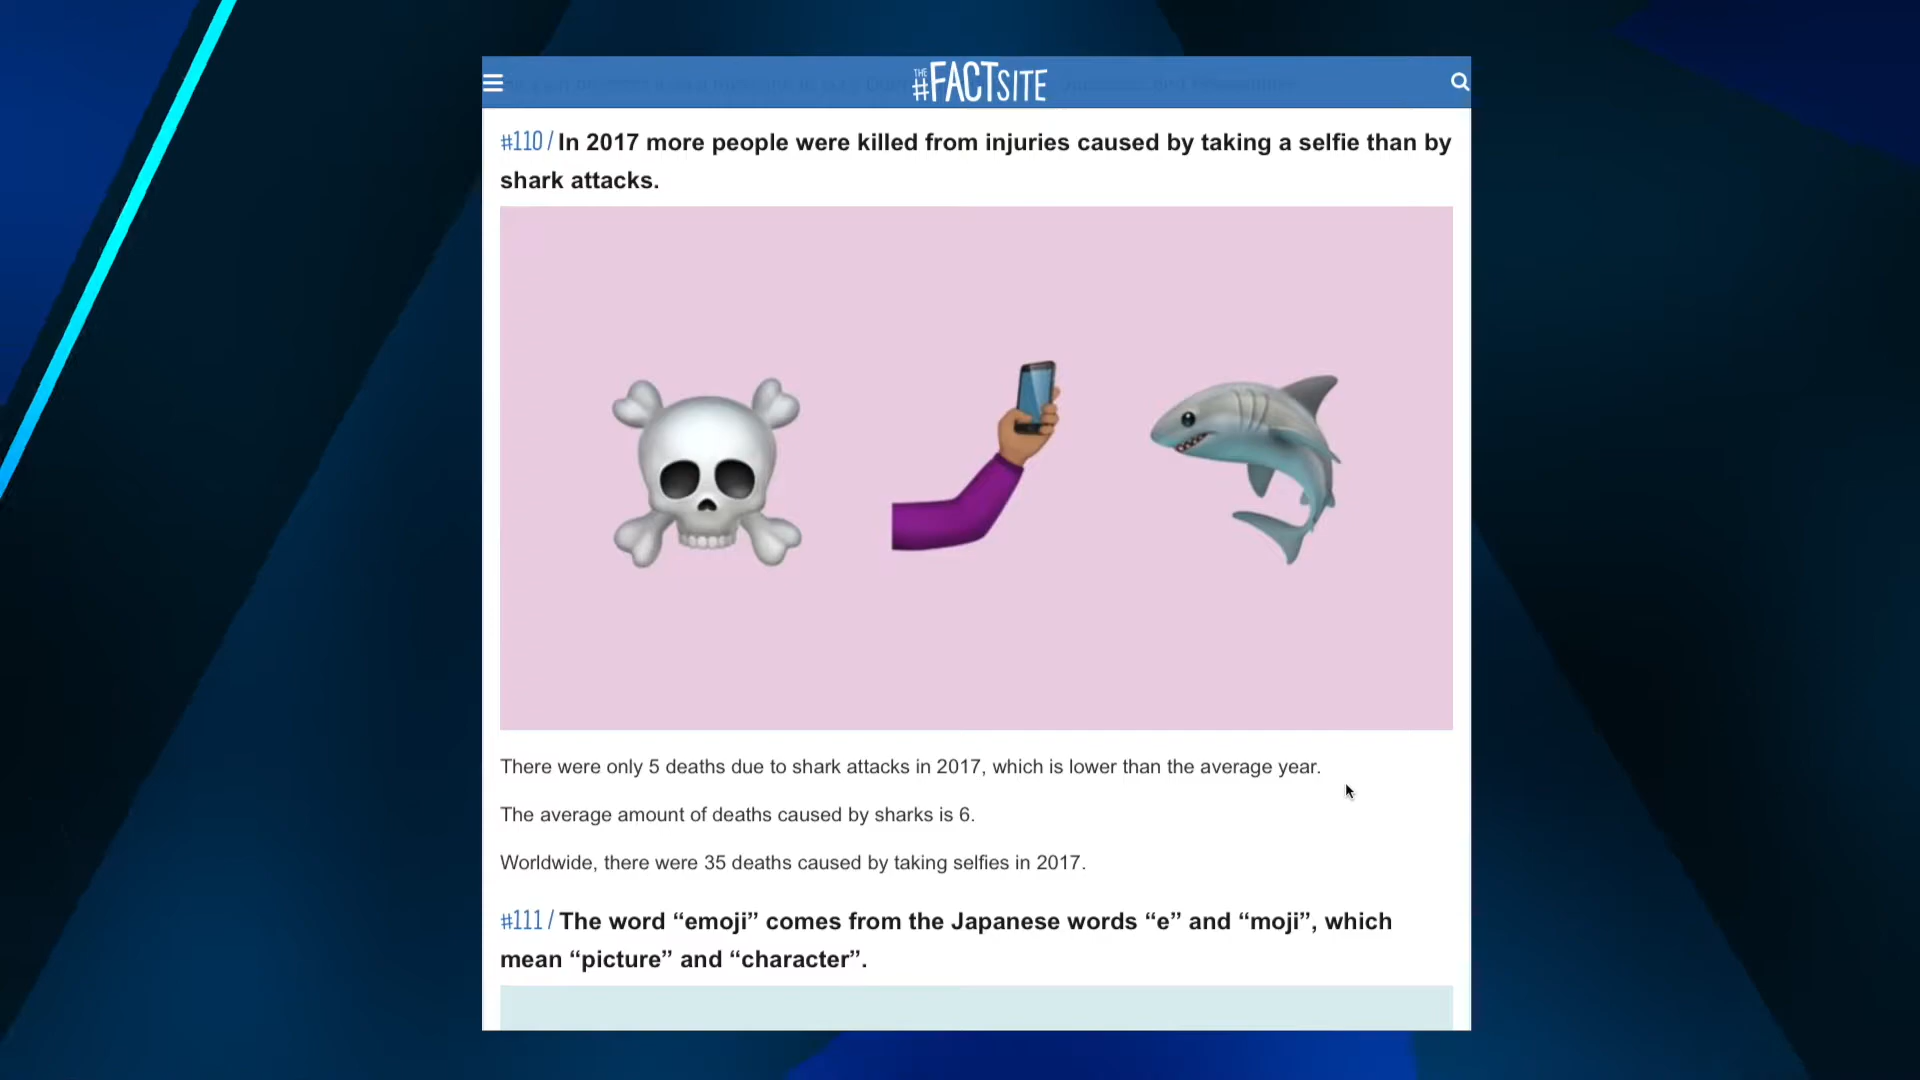 THE
#FACTSITE
#110 / In 2017 more people were killed from injuries caused by taking a selfie than by
shark attacks.
There were only 5 deaths due to shark attacks in 2017, which is lower than the average year.
The average amount of deaths caused by sharks is 6.
Worldwide, there were 35 deaths caused by taking selfies in 2017.
#111 / The word “emoji” comes from the Japanese words “e” and “moji”, which
mean “picture” and “character”.